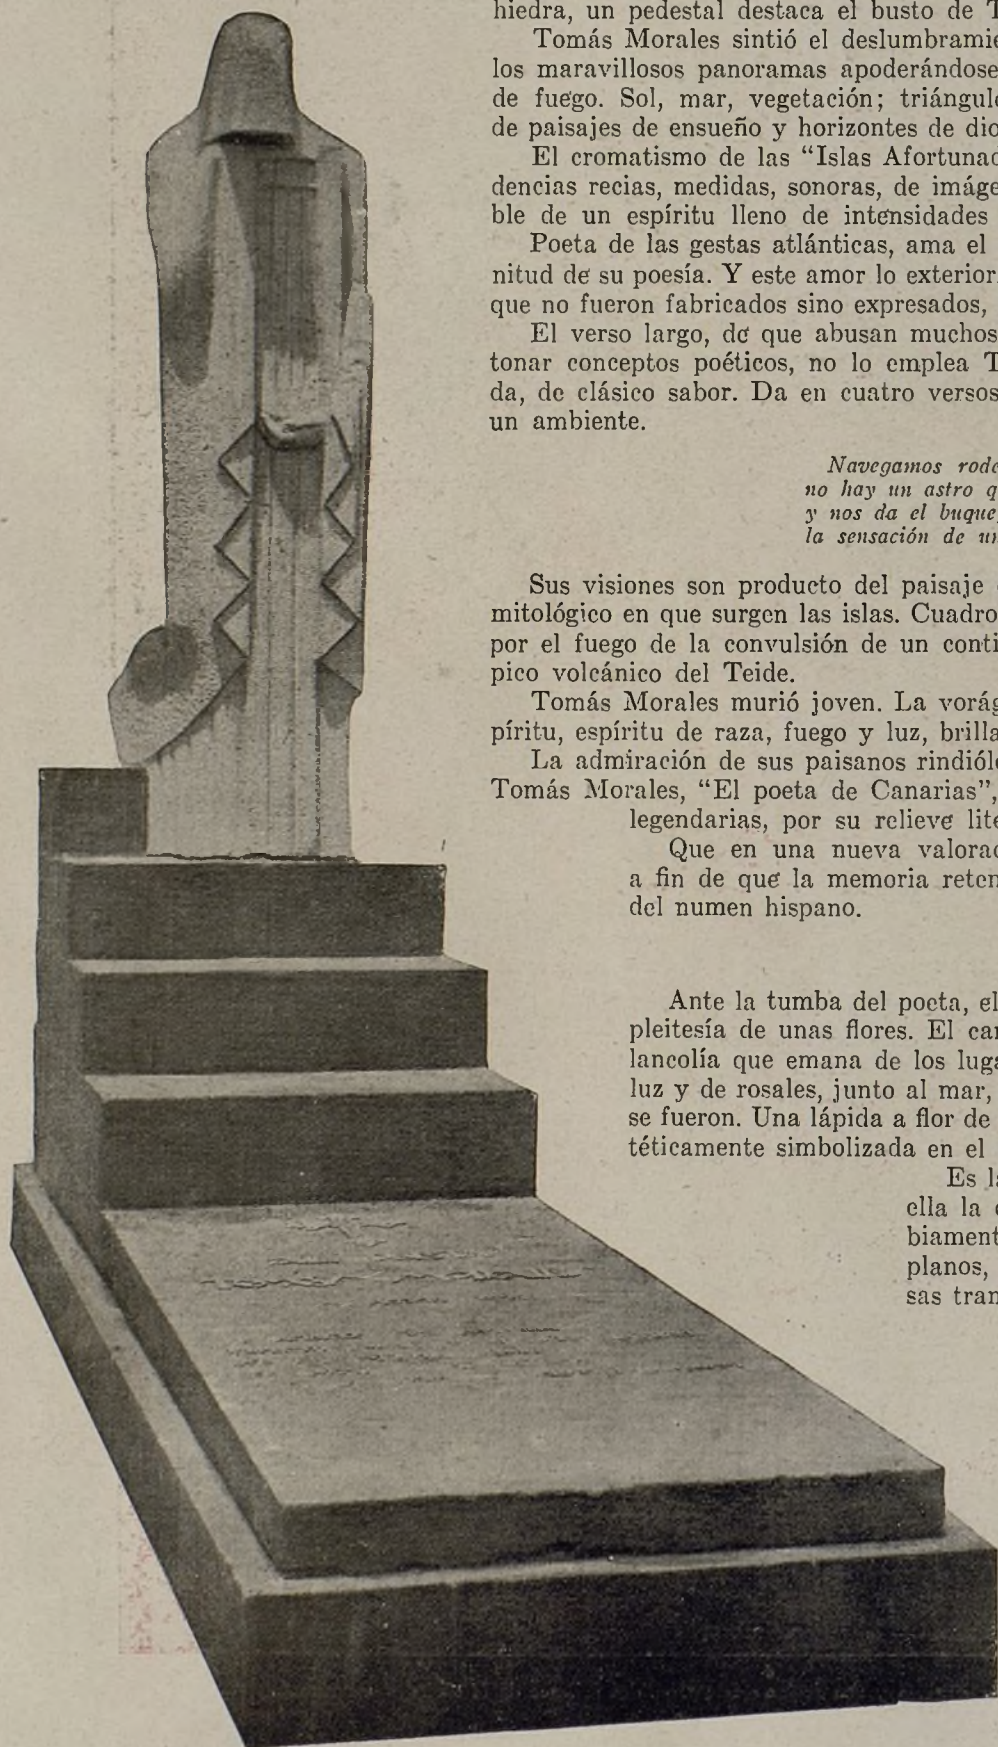 hiedra, un pedestal destaca el busto de T
Tomás Morales sintió el deslumbramie
los maravillosos panoramas apoderándose
de fuego. Sol, mar, vegetación; triángul
de paisajes de ensueño y horizontes de dio
El cromatismo de las “Islas Afortunad
dencias recias, medidas, sonoras, de imáge
ble de un espíritu lleno de intensidades
Poeta de las gestas atlánticas, ama el
nitud de su poesía. Y este amor lo exterior
que no fueron fabricados sino expresados,
El verso largo, de que abusan muchos
tonar conceptos poéticos, no lo emplea T
da, de clásico sabor. Da en cuatro versos
un ambiente.
Navegamos rode
no hay un astro q
y nos da el buque,
la sensación de un
Sus visiones son producto del paisaje
mitológico en que surgen las islas. Cuadro
por el fuego de la convulsión de un conti
pico volcánico del Teide.
Tomás Morales murió joven. La vorág
píritu, espíritu de raza, fuego y luz, brilla
La admiración de sus paisanos rindiól
Tomás Morales, “El poeta de Canarias”,
legendarias, por su relieve lite
Que en una nueva valorac
a fin de que la memoria reten
del numen hispano.
Ante la tumba del poeta, el
pleitesía de unas flores. El ca
lancolía que emana de los luga
luz y de rosales, junto al mar,
se fueron. Una lápida a flor de
téticamente simbolizada en el
Es la
ella la
biament
planos,
sas tran